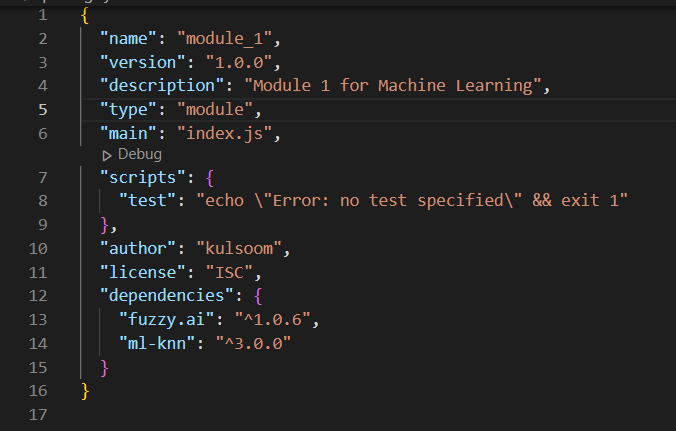 1 {
2 "name": "module_1",
3 "version": "1.0.0",
4 "description": "Module 1 for Machine Learning",
5 "type": "module",
6 "main": "index.js",
Debug
7 "scripts": {
8 "test": "echo \"Error: no test specified\" && exit 1"
9 },
10 "author": "kulsoom",
11 "license": "ISC",
12 "dependencies": {
13 "fuzzy.ai": "^1.0.6",
14 "ml-knn": "^3.0.0"
15 }
16 }
17